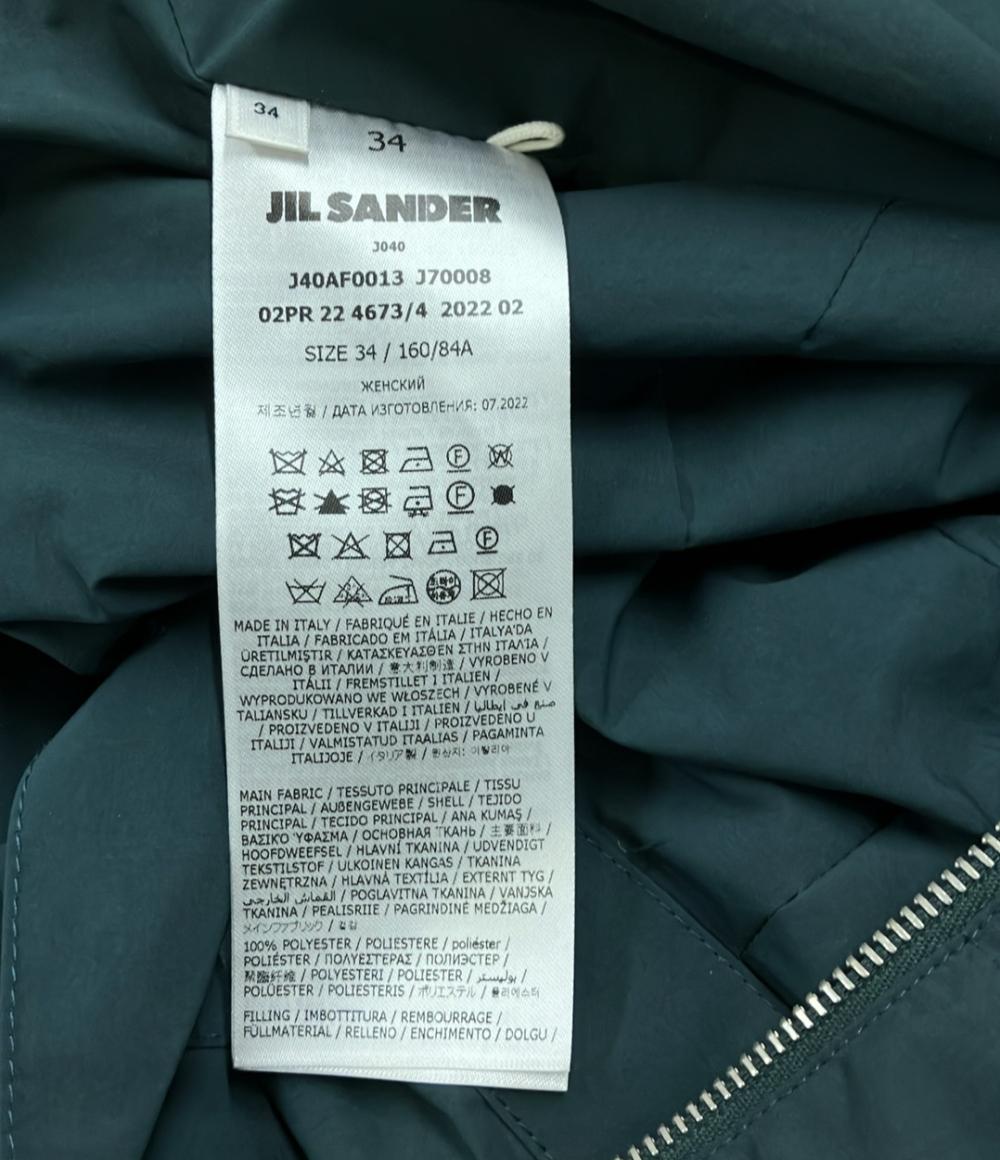 34
34
JIL SANDER
J040
J40AF0013 J70008
02PR 22 4673/4 2022 02
SIZE 34 / 160/84A
ЖЕНСКИЙ
제조년월 / ДАТА ИЗГОТОВЛЕНИЯ: 07.2022
F W
F
F
MADE IN ITALY / FABRIQUÉ EN ITALIE / HECHO EN
ITALIA / FABRICADO EM ITÁLIA / ITALYA'DA
ÜRETILMIŞTIR / ΚΑΤΑΣΚΕΥΑΣΘΕΝ ΣΤΗΝ ΙΤΑΛΊΑ /
СДЕЛАНО В ИТАЛИИ / 意大利制造 / VYROBENO V
ITÁLII / FREMSTILLET I ITALIEN /
WYPRODUKOWANO WE WŁOSZECH / VYROBENÉ V
TALIANSKU / TILLVERKAD I ITALIEN / صنع في إيطاليا
/ PROIZVEDENO V ITALIJI / PROIZVEDENO U
ITALIJI / VALMISTATUD ITAALIAS / PAGAMINTA
ITALIJOJE / イタリア製 / 원산지: 이탈리아
MAIN FABRIC / TESSUTO PRINCIPALE / TISSU
PRINCIPAL / AUßENGEWEBE / SHELL / TEJIDO
PRINCIPAL / TECIDO PRINCIPAL / ANA KUMAŞ /
ΒΑΣΙΚΌ ΎΦΑΣΜΑ / ОСНОВНАЯ ТКАНЬ / 主要面料 /
HOOFDWEEFSEL / HLAVNÍ TKANINA / UDVENDIGT
TEKSTILSTOF / ULKOINEN KANGAS / TKANINA
ZEWNĘTRZNA / HLAVNÁ TEXTÍLIA / EXTERNT TYG /
القماش الخارجي / POGLAVITNA TKANINA / VANJSKA
TKANINA / PEALISRIIE / PAGRINDINĖ MEDŽIAGA /
メインファブリック / 겉감
100% POLYESTER / POLIESTERE / poliéster /
POLIÉSTER / ΠΟΛΥΕΣΤΕΡΑΣ / ПОЛИЭСТЕР /
聚酯纤维 / POLYESTERI / POLIESTER / بوليستر /
POLÜESTER / POLIESTERIS / ポリエステル / 폴리에스터
FILLING / IMBOTTITURA / REMBOURRAGE /
FÜLLMATERIAL / RELLENO / ENCHIMENTO / DOLGU /